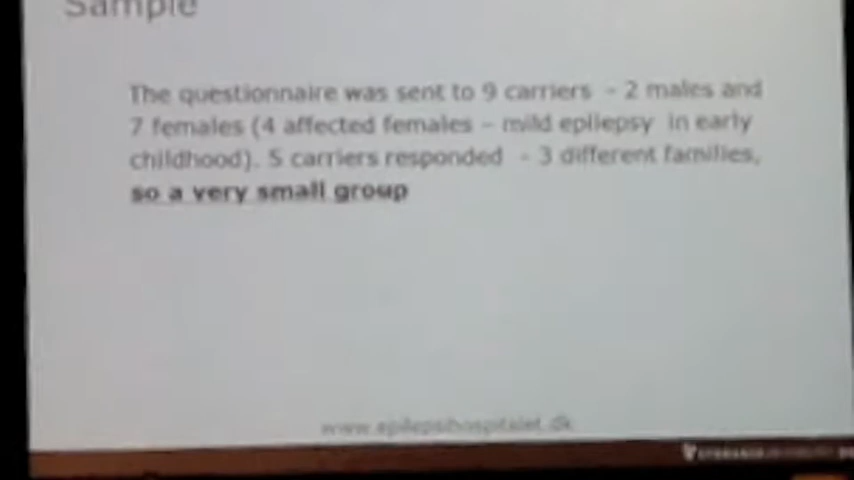 Sample
The questionnaire was sent to 9 carriers - 2 males and
7 females (4 affected females – mild epilepsy in early
childhood). 5 carriers responded - 3 different families,
so a very small group
www.epilepsihospitalet.dk